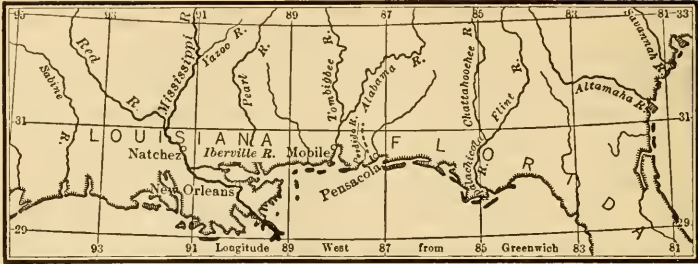 95 93 91 89 87 85 83 81-33
Red
R.
Mississippi R
Yazoo R.
Pearl
R.
Tombigbee R.
Alabama
R.
Chattahoochee R
Flint
R.
Savannah R.
Altamaha R.
Sabine
R.
31
31
LOUISIANA
FLORIDA
Natchez
Iberville R.
Mobile
Perdido R.
Pensacola
Apalachicola R.
New Orleans
29
29
93 91 89 87 85 83 81
Longitude West from Greenwich